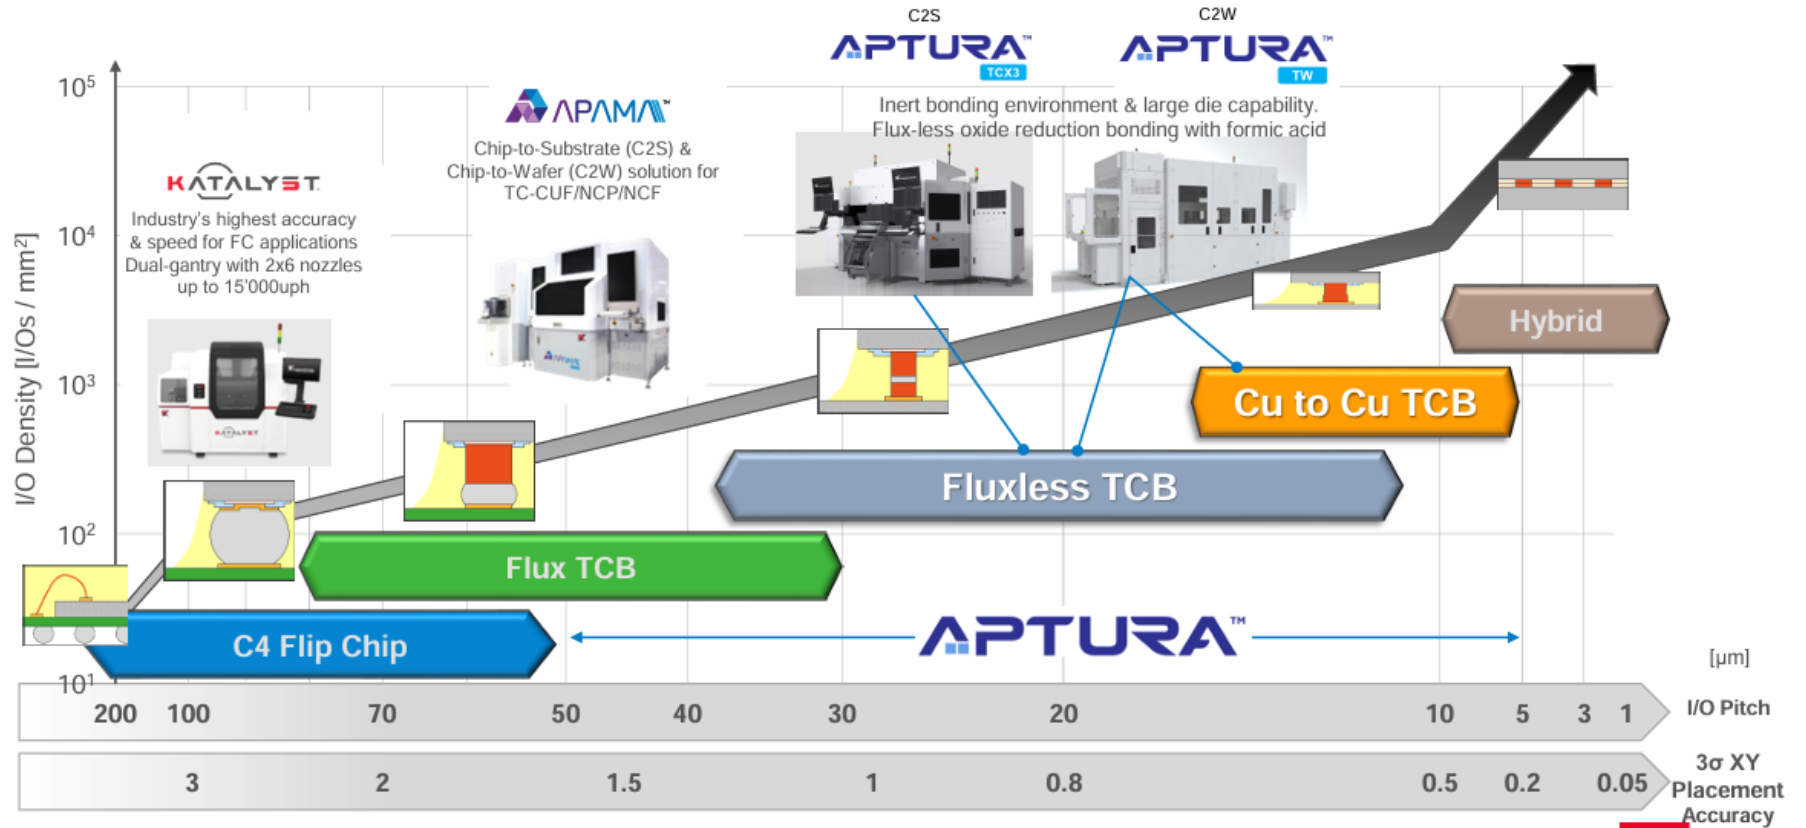 C2S
APTURA™
TCX3
C2W
APTURA™
TW
Inert bonding environment & large die capability.
Flux-less oxide reduction bonding with formic acid
APAMA™
Chip-to-Substrate (C2S) &
Chip-to-Wafer (C2W) solution for
TC-CUF/NCP/NCF
KATALYST™
Industry's highest accuracy
& speed for FC applications
Dual-gantry with 2x6 nozzles
up to 15'000uph
KATALYST
APAMA
I/O Density [I/Os / mm²]
10⁵
10⁴
10³
10²
10¹
Hybrid
Cu to Cu TCB
Fluxless TCB
Flux TCB
C4 Flip Chip
APTURA™
[µm]
200 100 70 50 40 30 20 10 5 3 1
I/O Pitch
3 2 1.5 1 0.8 0.5 0.2 0.05
3σ XY
Placement
Accuracy